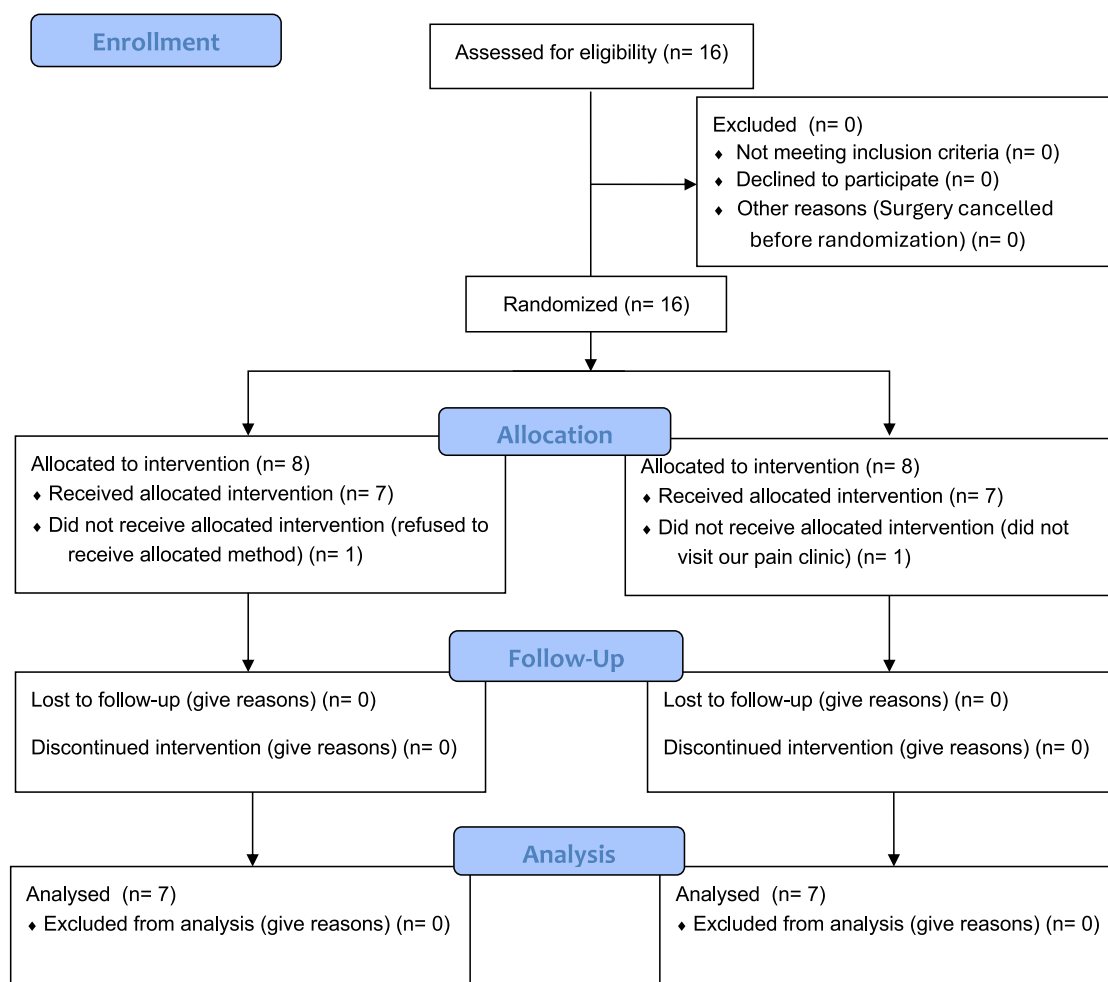 Enrollment
Assessed for eligibility (n= 16)
Excluded (n= 0)
♦ Not meeting inclusion criteria (n= 0)
♦ Declined to participate (n= 0)
♦ Other reasons (Surgery cancelled
before randomization) (n= 0)
Randomized (n= 16)
Allocation
Allocated to intervention (n= 8)
♦ Received allocated intervention (n= 7)
♦ Did not receive allocated intervention (refused to
receive allocated method) (n= 1)
Allocated to intervention (n= 8)
♦ Received allocated intervention (n= 7)
♦ Did not receive allocated intervention (did not
visit our pain clinic) (n= 1)
Follow-Up
Lost to follow-up (give reasons) (n= 0)
Discontinued intervention (give reasons) (n= 0)
Lost to follow-up (give reasons) (n= 0)
Discontinued intervention (give reasons) (n= 0)
Analysis
Analysed (n= 7)
♦ Excluded from analysis (give reasons) (n= 0)
Analysed (n= 7)
♦ Excluded from analysis (give reasons) (n= 0)